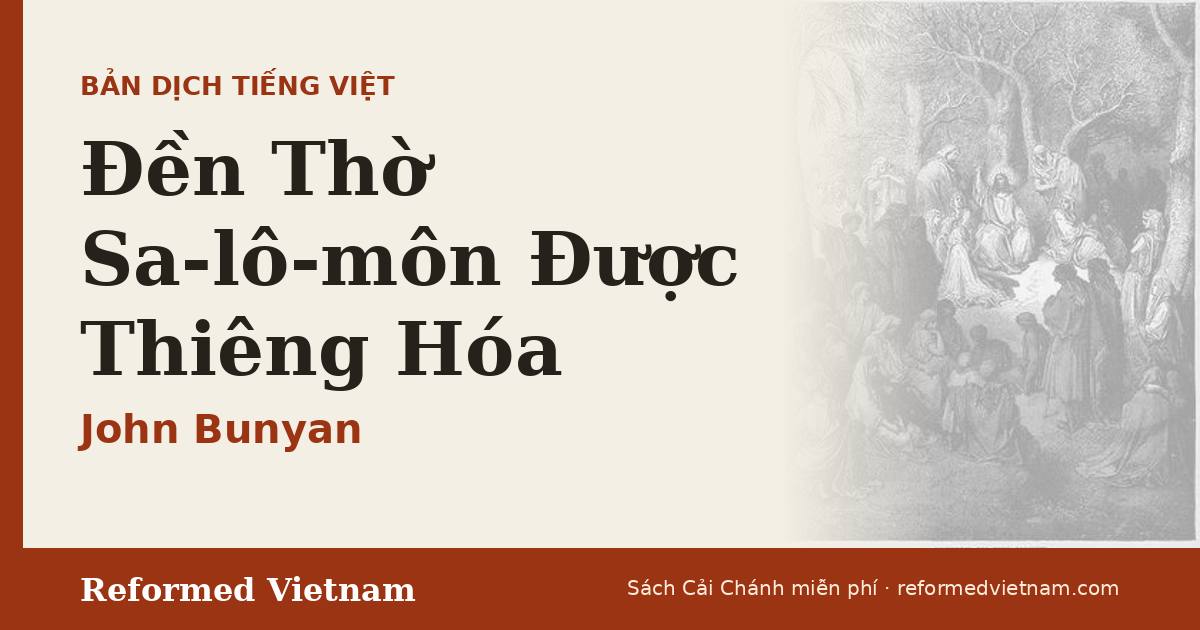 BẢN DỊCH TIẾNG VIỆT
Đền Thờ
Sa-lô-môn Được
Thiêng Hóa
John Bunyan
Reformed Vietnam
Sách Cải Chánh miễn phí · reformedvietnam.com